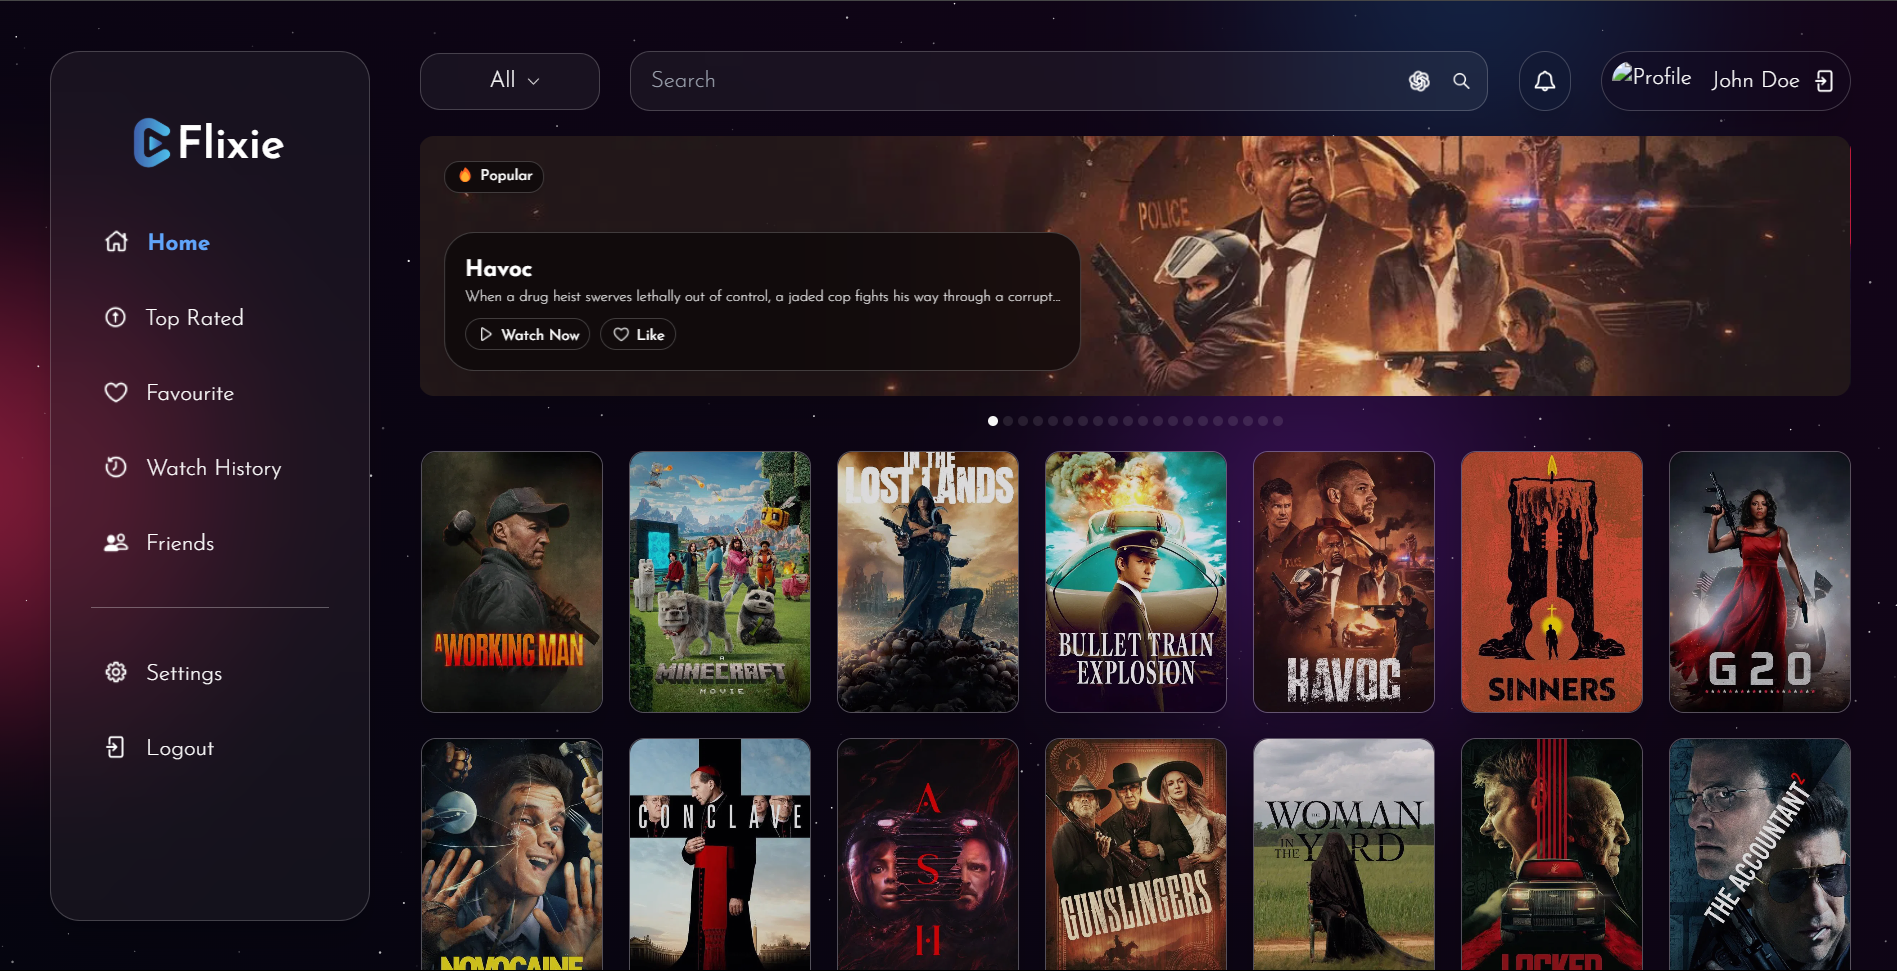 Flixie
Home
Top Rated
Favourite
Watch History
Friends
Settings
Logout
All
Search
Profile
John Doe
Popular
POLICE
Havoc
When a drug heist swerves lethally out of control, a jaded cop fights his way through a corrupt...
Watch Now
Like
A WORKING MAN
A
MINECRAFT
MOVIE
IN THE
LOST LANDS
BULLET TRAIN
EXPLOSION
HAVOC
SINNERS
G20
NOVOCAINE
CONCLAVE
A
S
H
GUNSLINGERS
THE
WOMAN
IN THE YARD
LOCKED
THE ACCOUNTANT 2